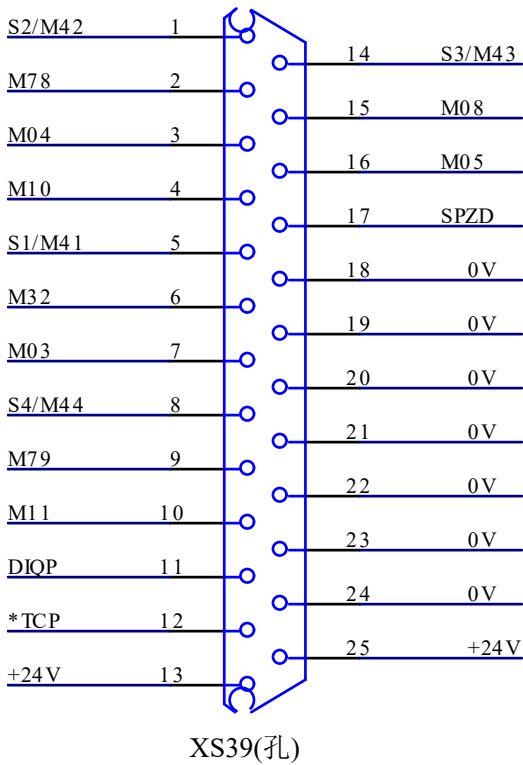 S2/M42 1
14 S3/M43
M78 2
15 M08
M04 3
16 M05
M10 4
17 SPZD
S1/M41 5
18 0V
M32 6
19 0V
M03 7
20 0V
S4/M44 8
21 0V
M79 9
22 0V
M11 10
23 0V
DIQP 11
24 0V
*TCP 12
25 +24V
+24V 13
XS39(孔)